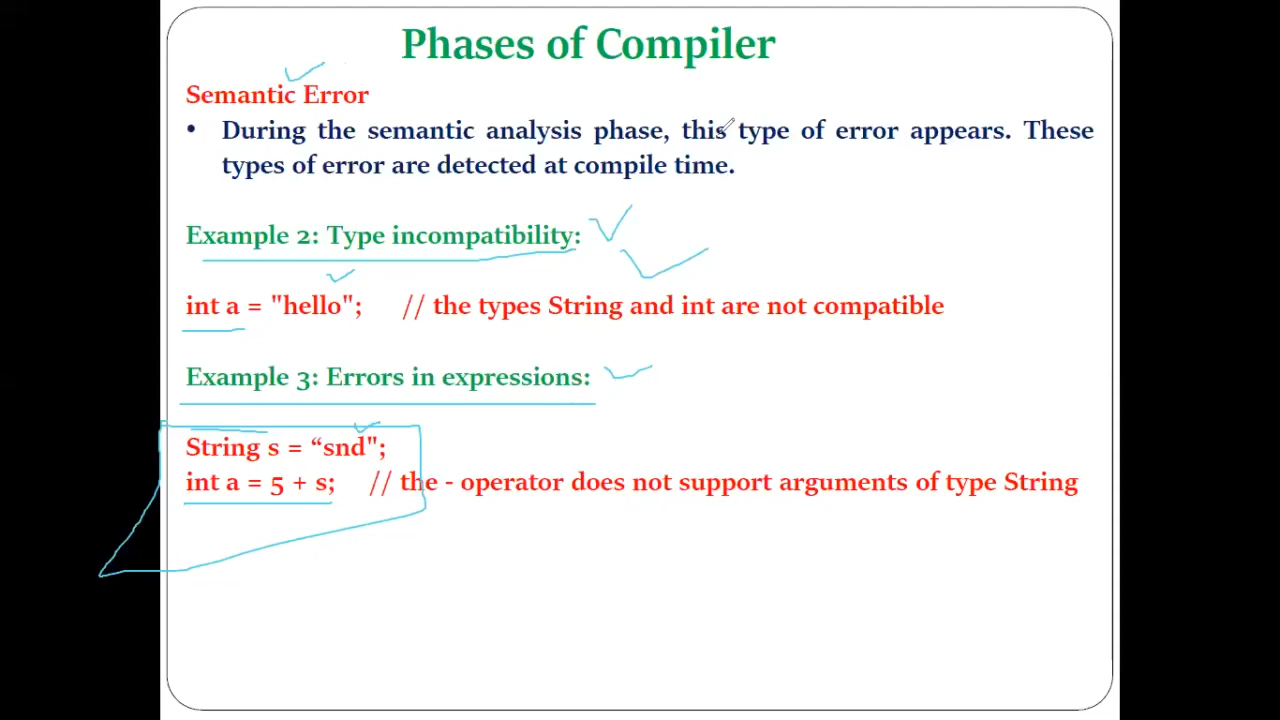 Phases of Compiler
Semantic Error
• During the semantic analysis phase, this type of error appears. These
types of error are detected at compile time.
Example 2: Type incompatibility:
int a = "hello"; // the types String and int are not compatible
Example 3: Errors in expressions:
String s = “snd";
int a = 5 + s; // the - operator does not support arguments of type String